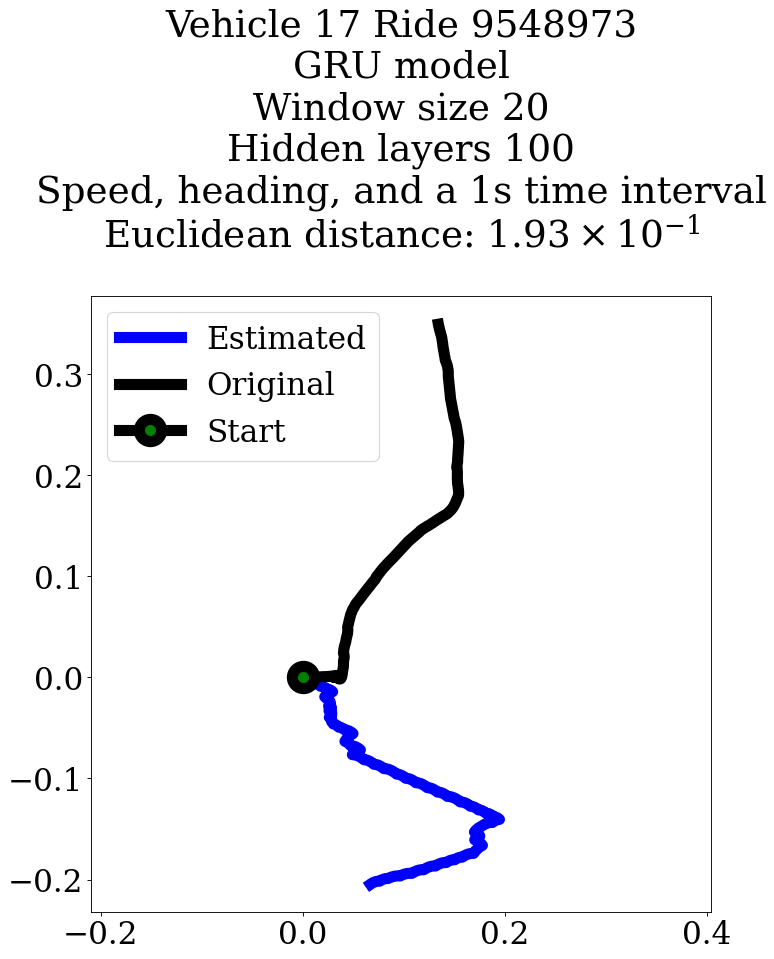 Vehicle 17 Ride 9548973
GRU model
Window size 20
Hidden layers 100
Speed, heading, and a 1s time interval
Euclidean distance: 1.93 × 10⁻¹
Estimated
Original
Start
0.3
0.2
0.1
0.0
−0.1
−0.2
−0.2 0.0 0.2 0.4